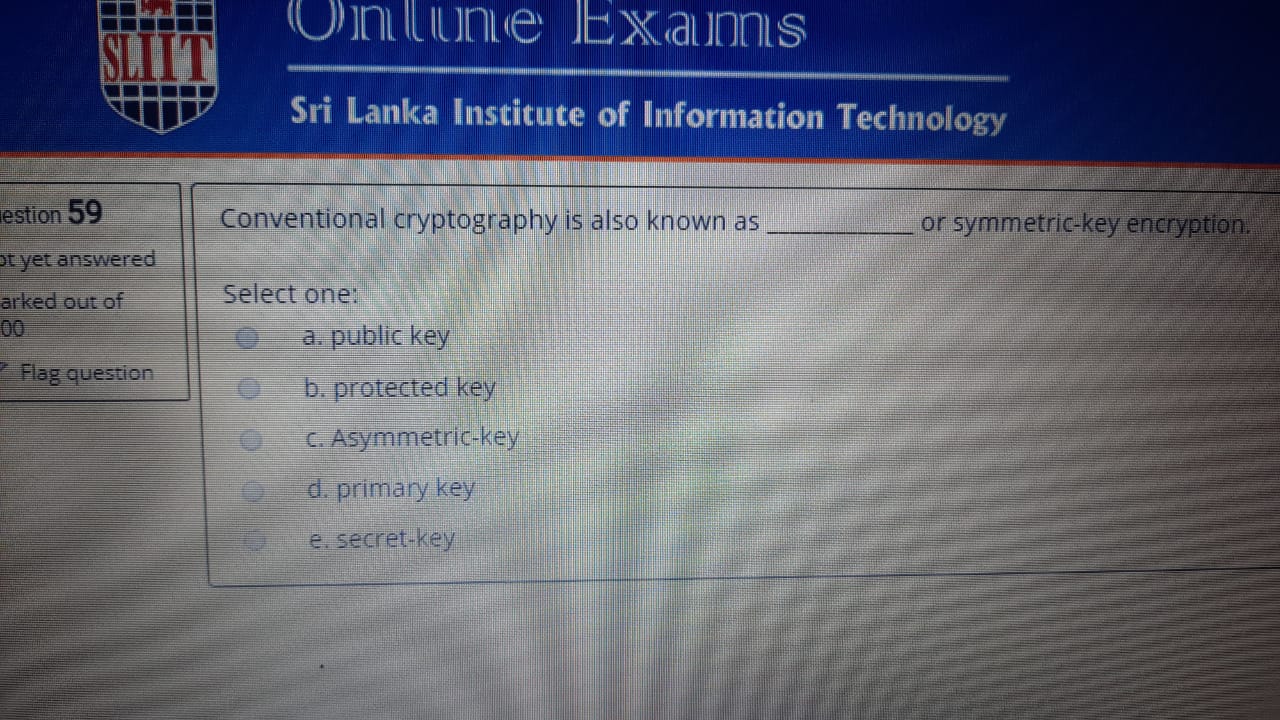 Online Exams
SLIIT
Sri Lanka Institute of Information Technology
estion 59
ot yet answered
arked out of
00
Flag question
Conventional cryptography is also known as ____________ or symmetric-key encryption.
Select one:
a. public key
b. protected key
c. Asymmetric-key
d. primary key
e. secret-key